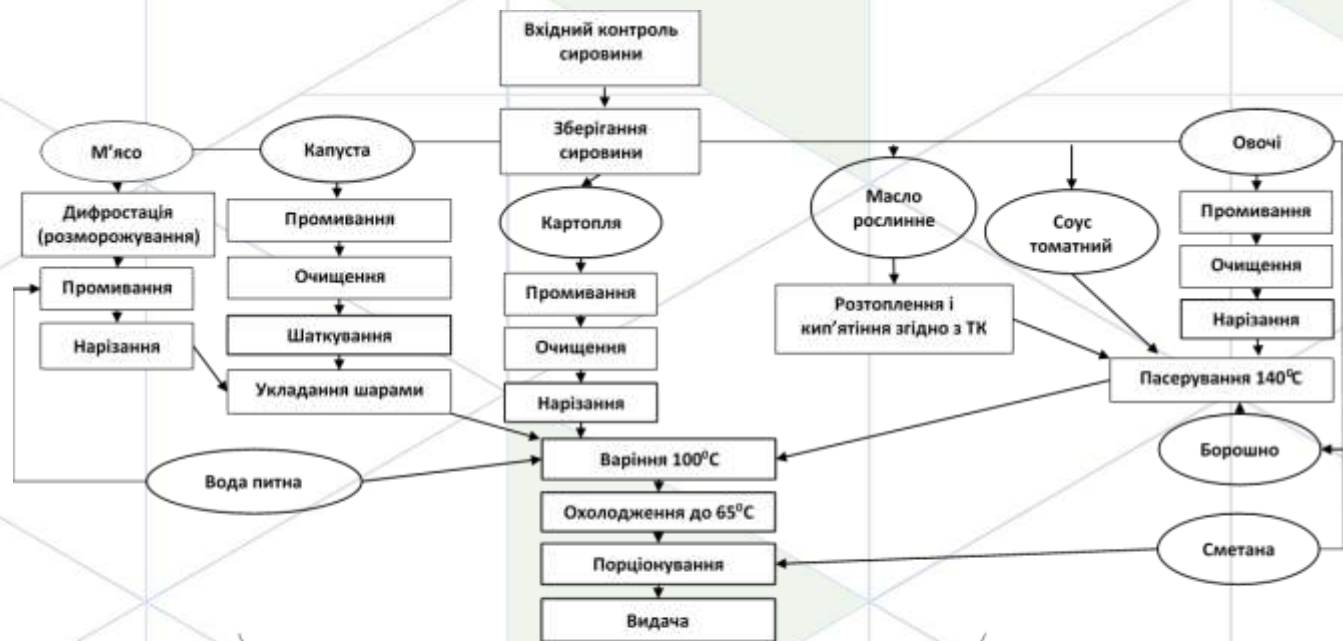 Вхідний контроль
сировини
Зберігання
сировини
М'ясо
Капуста
Овочі
Масло
рослинне
Соус
томатний
Картопля
Дифростація
(розморожування)
Промивання
Промивання
Очищення
Очищення
Промивання
Промивання
Розтоплення і
кип'ятіння згідно з ТК
Нарізання
Нарізання
Шаткування
Очищення
Укладання шарами
Нарізання
Пасерування 140⁰С
Варіння 100⁰С
Борошно
Вода питна
Охолодження до 65⁰С
Порціонування
Сметана
Видача